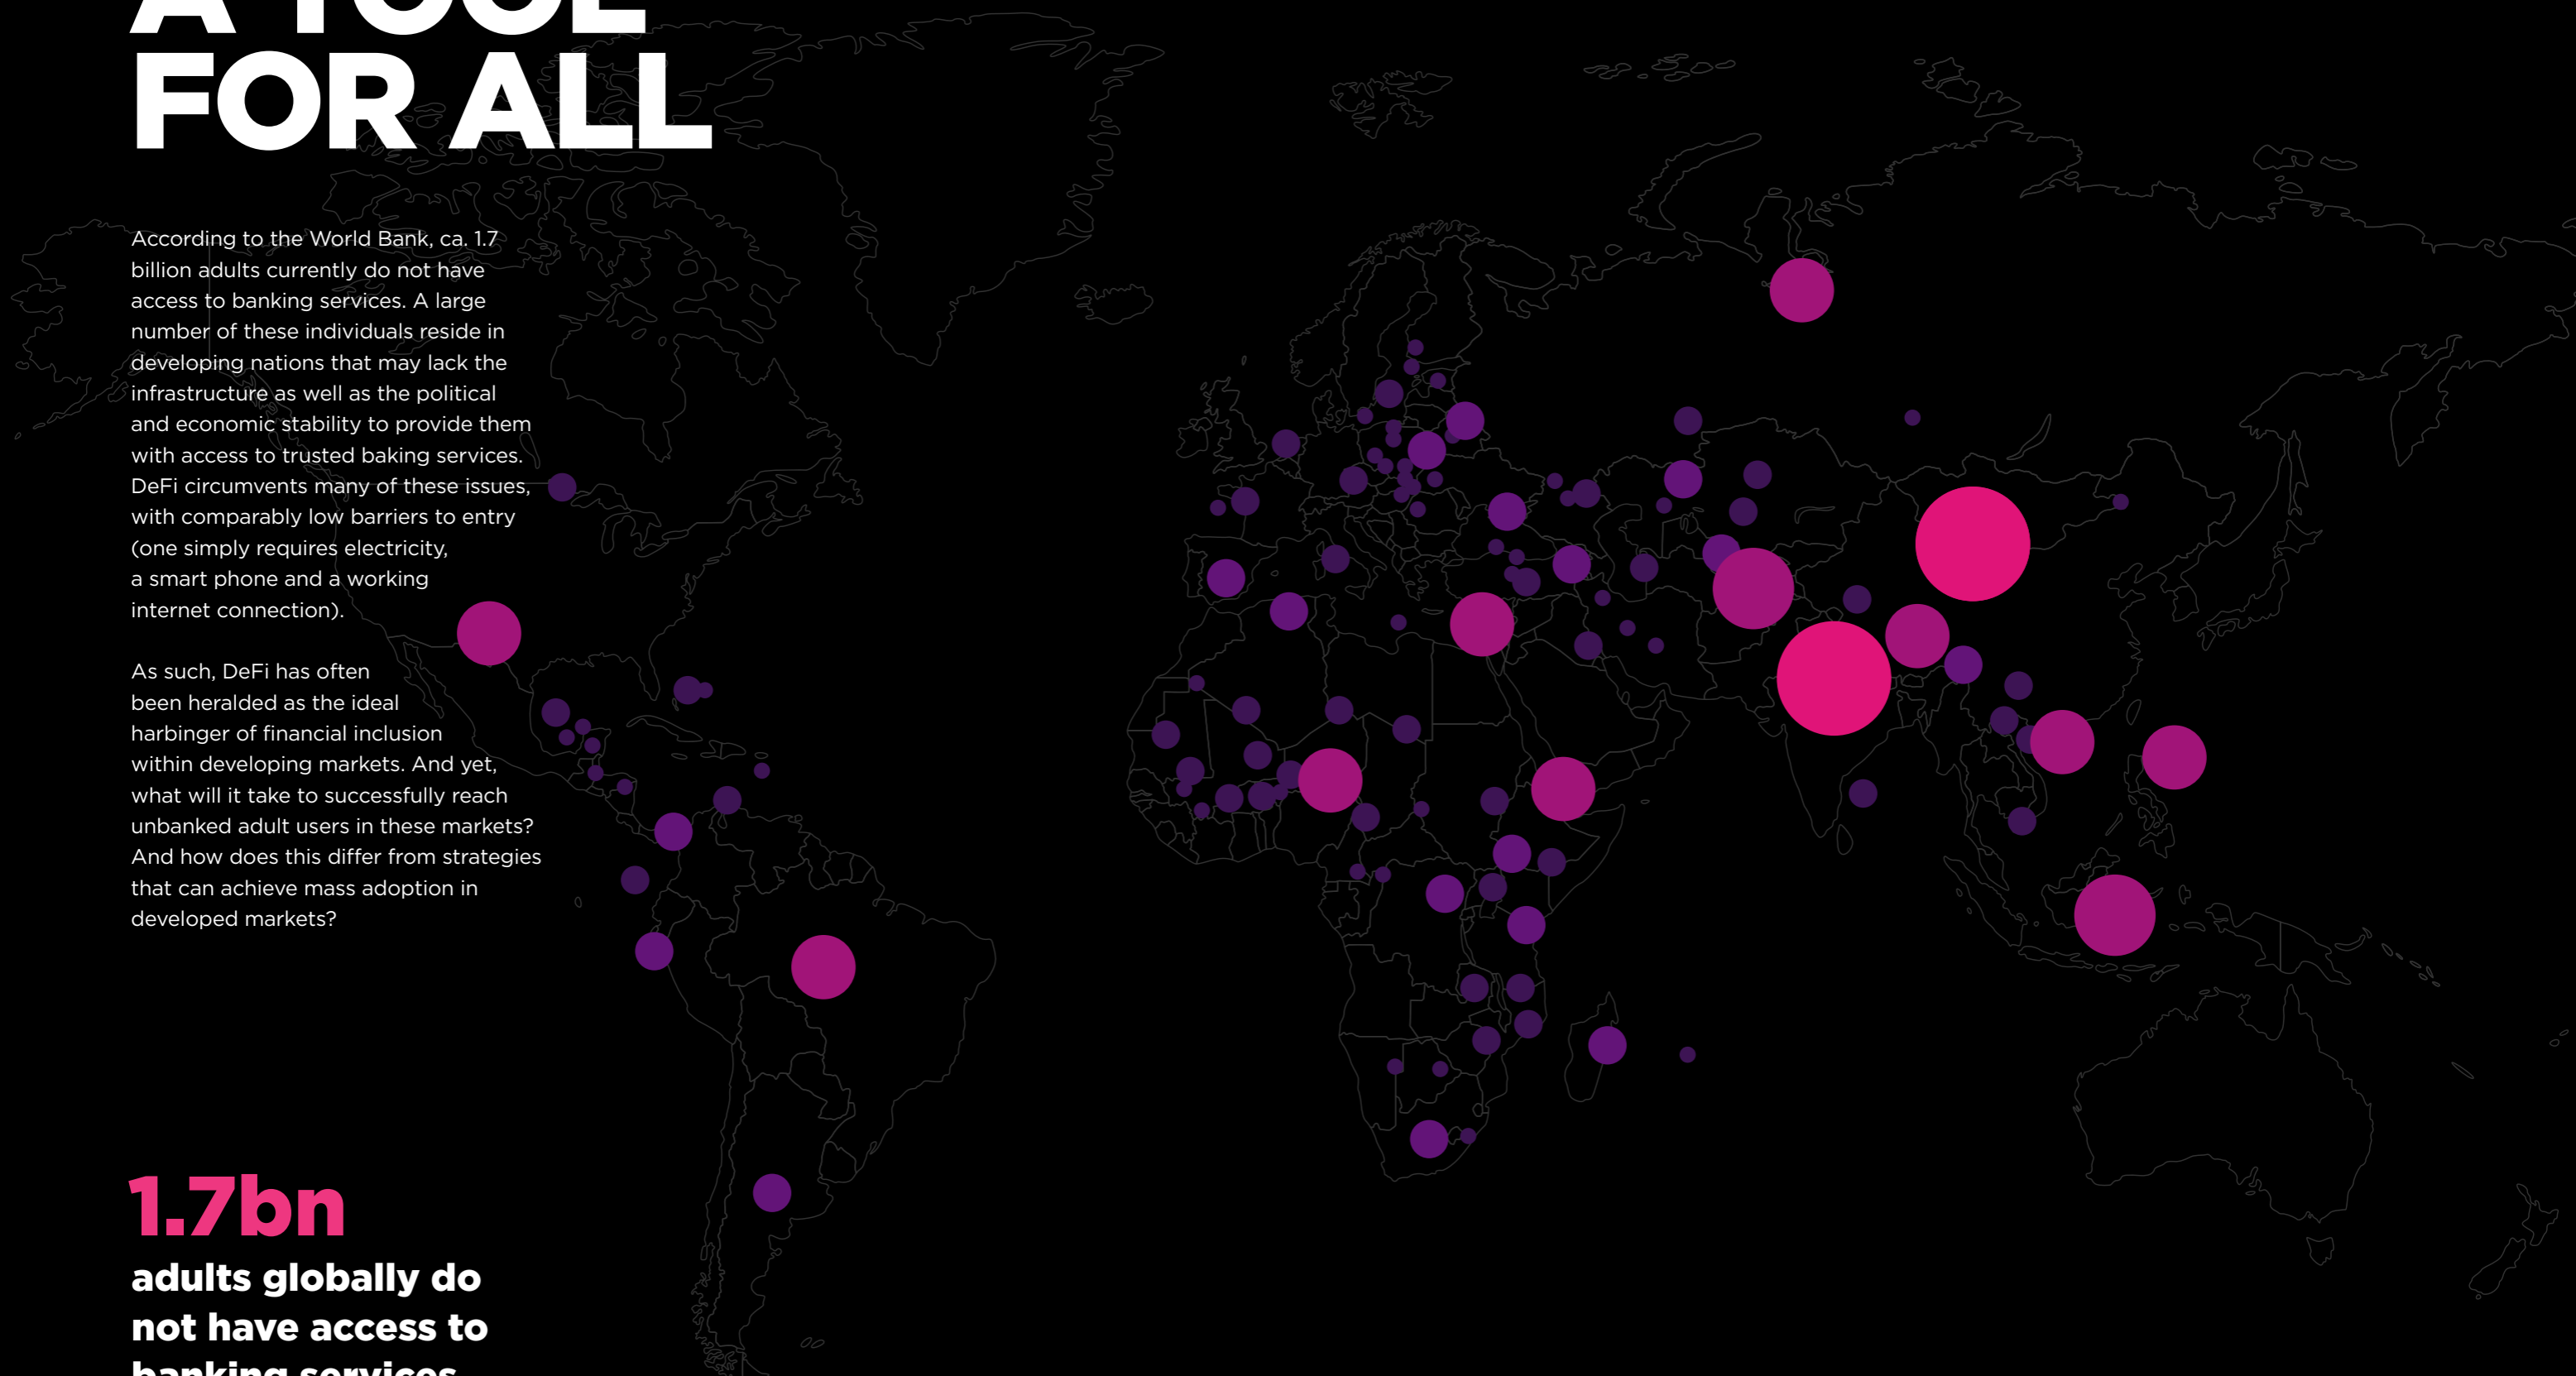 A TOOL
FOR ALL
According to the World Bank, ca. 1.7
billion adults currently do not have
access to banking services. A large
number of these individuals reside in
developing nations that may lack the
infrastructure as well as the political
and economic stability to provide them
with access to trusted baking services.
DeFi circumvents many of these issues,
with comparably low barriers to entry
(one simply requires electricity,
a smart phone and a working
internet connection).
As such, DeFi has often
been heralded as the ideal
harbinger of financial inclusion
within developing markets. And yet,
what will it take to successfully reach
unbanked adult users in these markets?
And how does this differ from strategies
that can achieve mass adoption in
developed markets?
1.7bn
adults globally do
not have access to
banking services